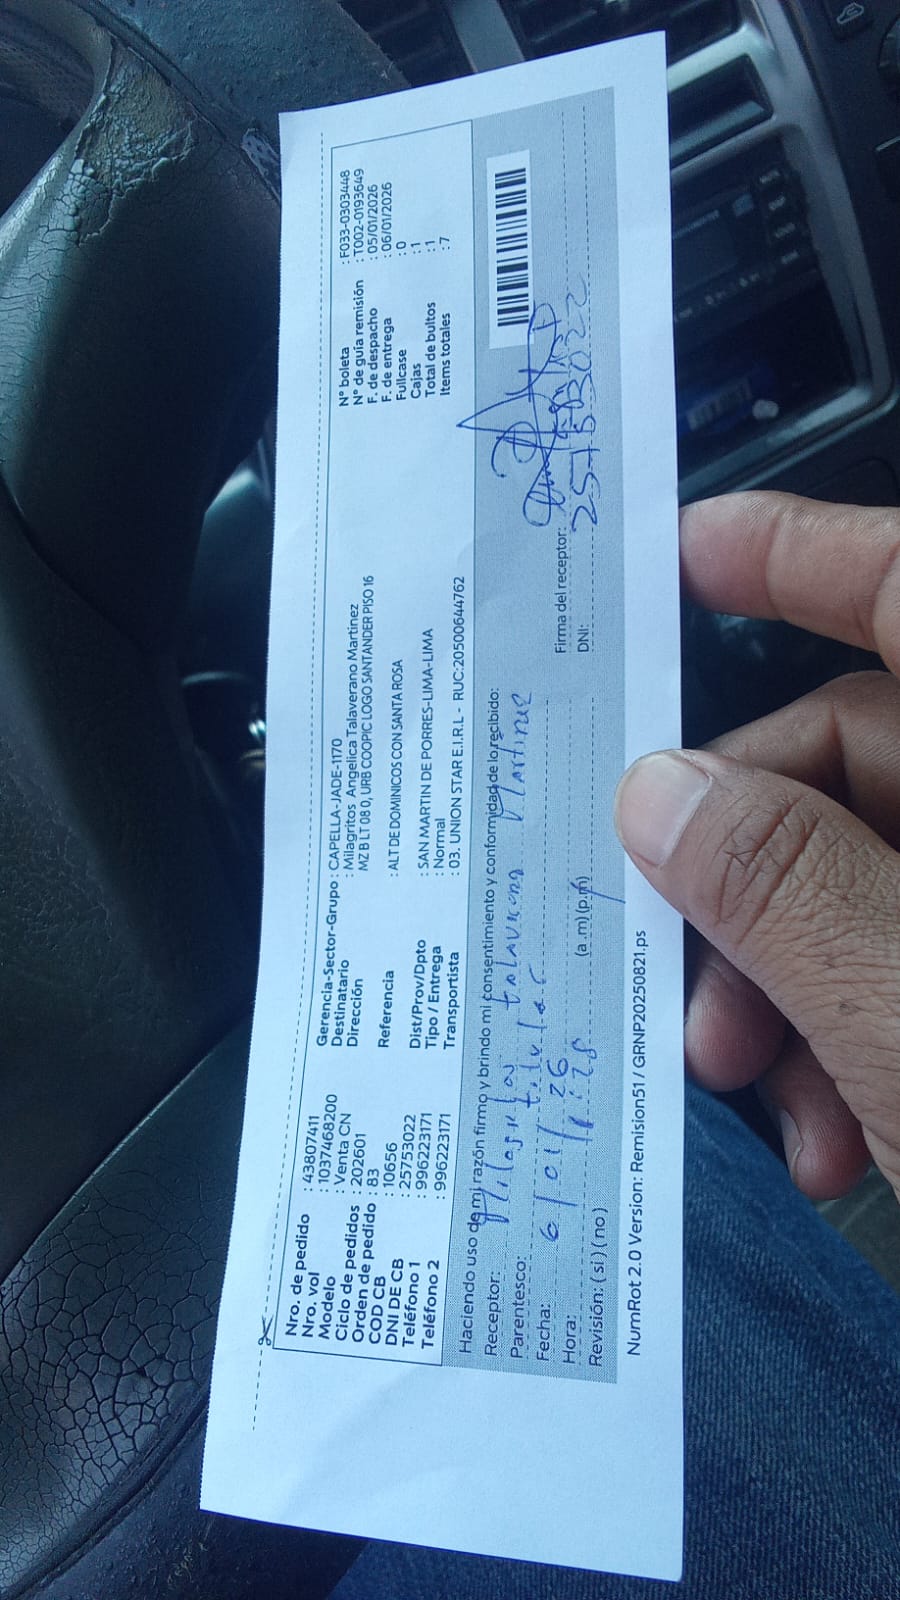 Nro. de pedido : 43807411
Nro. vol : 1037468200
Modelo : Venta CN
Ciclo de pedidos : 202601
Orden de pedido : 83
COD CB : 10656
DNI DE CB : 25753022
Teléfono 1 : 996223171
Teléfono 2 : 996223171
Gerencia-Sector-Grupo : CAPELLA-JADE-1170
Destinatario : Milagritos Angelica Talaverano Martinez
Dirección MZ B LT 08 0, URB COOPIC LOGO SANTANDER PISO 16
Referencia : ALT DE DOMINICOS CON SANTA ROSA
Dist/Prov/Dpto : SAN MARTIN DE PORRES-LIMA-LIMA
Tipo / Entrega : Normal
Transportista : 03. UNION STAR E.I.R.L - RUC:20500644762
N° boleta : F033-0303448
N° de guía remisión : T002-0193649
F. de despacho : 05/01/2026
F. de entrega : 06/01/2026
Fullcase : 0
Cajas : 1
Total de bultos : 1
Items totales : 7
Haciendo uso de mi razón firmo y brindo mi consentimiento y conformidad de lo recibido:
Receptor: Talaverano Martinez
Parentesco: titular
Fecha: 6/01/26
Hora: : 28 (a .m) (p.m)
Revisión: ( si ) ( no )
Firma del receptor:
DNI: 25753022
NumRot 2.0 Version: Remision51 / GRNP20250821.ps